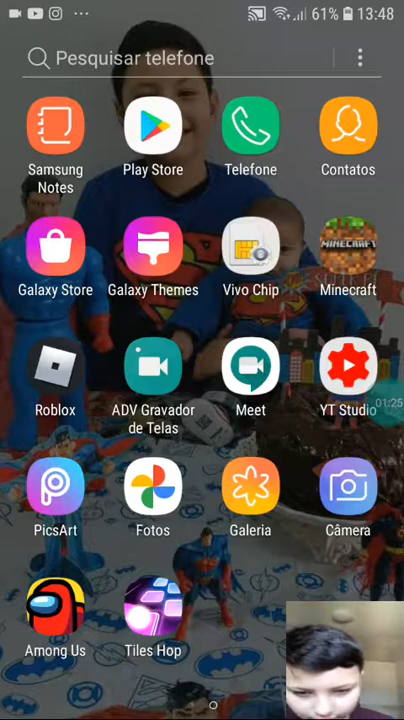 61% 13:48
Pesquisar telefone
Samsung Notes
Play Store
Telefone
Contatos
Galaxy Store
Galaxy Themes
Vivo Chip
MINECRAFT
Minecraft
Roblox
ADV Gravador de Telas
Meet
YT Studio
01:25
PicsArt
Fotos
Galeria
Câmera
Among Us
Tiles Hop